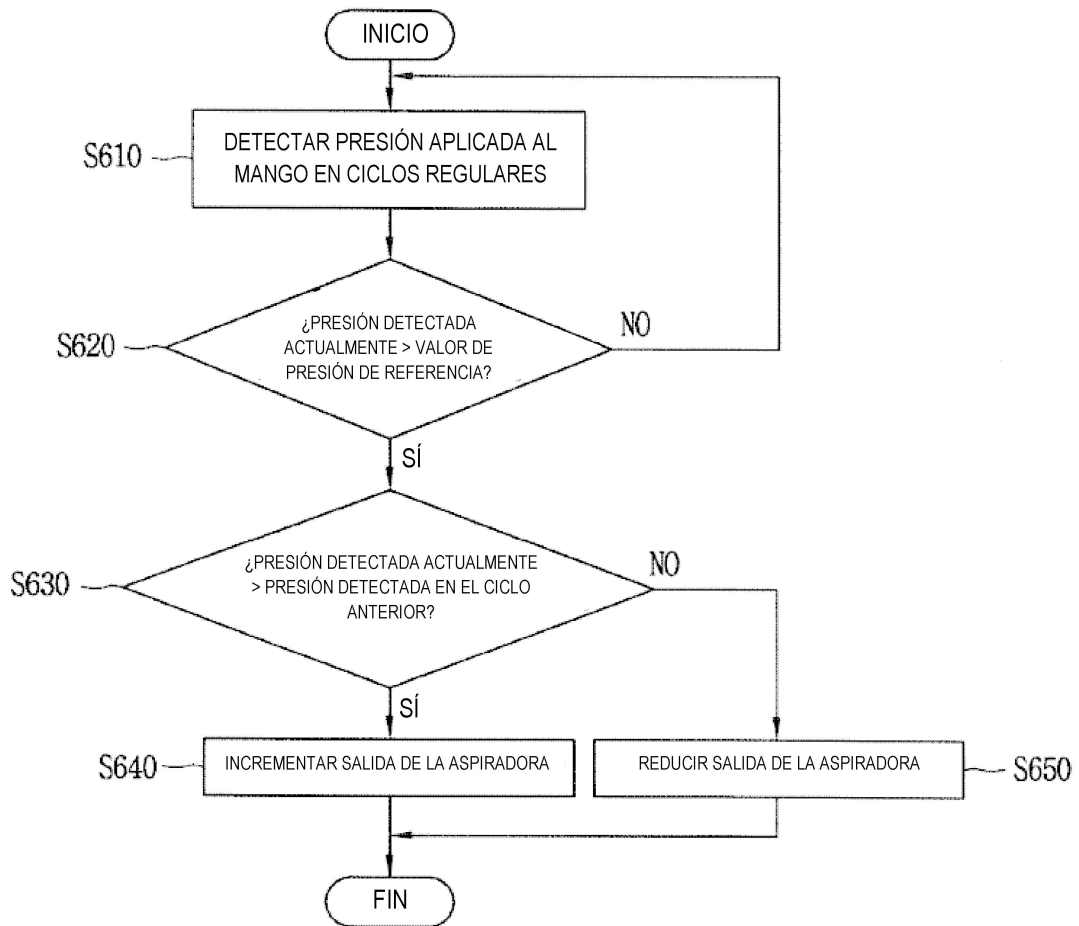 INICIO
S610
DETECTAR PRESIÓN APLICADA AL
MANGO EN CICLOS REGULARES
S620
¿PRESIÓN DETECTADA
ACTUALMENTE > VALOR DE
PRESIÓN DE REFERENCIA?
NO
SÍ
S630
¿PRESIÓN DETECTADA ACTUALMENTE
> PRESIÓN DETECTADA EN EL CICLO
ANTERIOR?
NO
SÍ
S640
INCREMENTAR SALIDA DE LA ASPIRADORA
REDUCIR SALIDA DE LA ASPIRADORA
S650
FIN